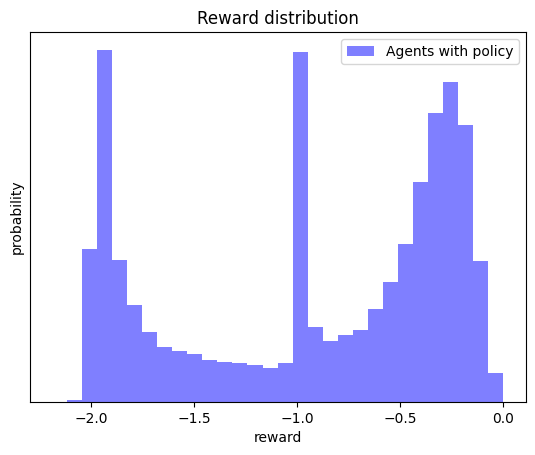 Reward distribution
Agents with policy
probability
−2.0 −1.5 −1.0 −0.5 0.0
reward